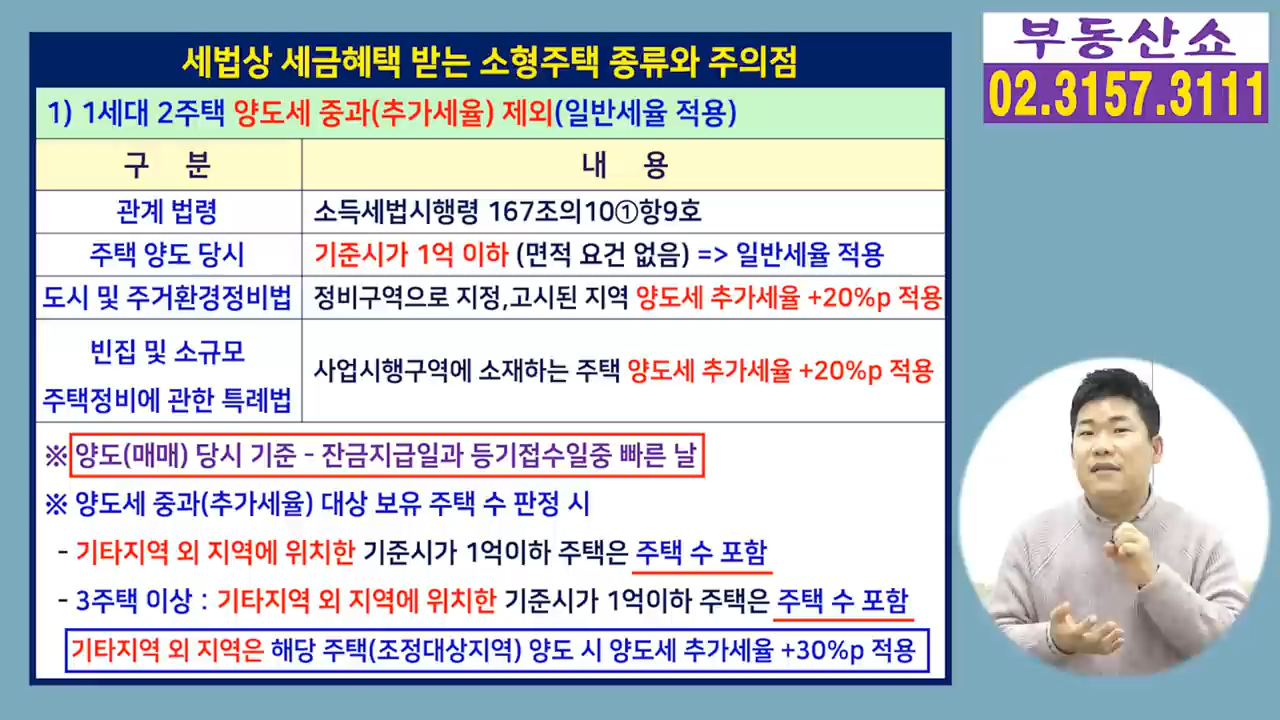 부동산쇼
02.3157.3111
세법상 세금혜택 받는 소형주택 종류와 주의점
1) 1세대 2주택 양도세 중과(추가세율) 제외(일반세율 적용)
구 분
내 용
관계 법령
소득세법시행령 167조의10①항9호
주택 양도 당시
기준시가 1억 이하 (면적 요건 없음) => 일반세율 적용
도시 및 주거환경정비법
정비구역으로 지정,고시된 지역 양도세 추가세율 +20%p 적용
빈집 및 소규모
주택정비에 관한 특례법
사업시행구역에 소재하는 주택 양도세 추가세율 +20%p 적용
※ 양도(매매) 당시 기준 - 잔금지급일과 등기접수일중 빠른 날
※ 양도세 중과(추가세율) 대상 보유 주택 수 판정 시
- 기타지역 외 지역에 위치한 기준시가 1억이하 주택은 주택 수 포함
- 3주택 이상 : 기타지역 외 지역에 위치한 기준시가 1억이하 주택은 주택 수 포함
기타지역 외 지역은 해당 주택(조정대상지역) 양도 시 양도세 추가세율 +30%p 적용